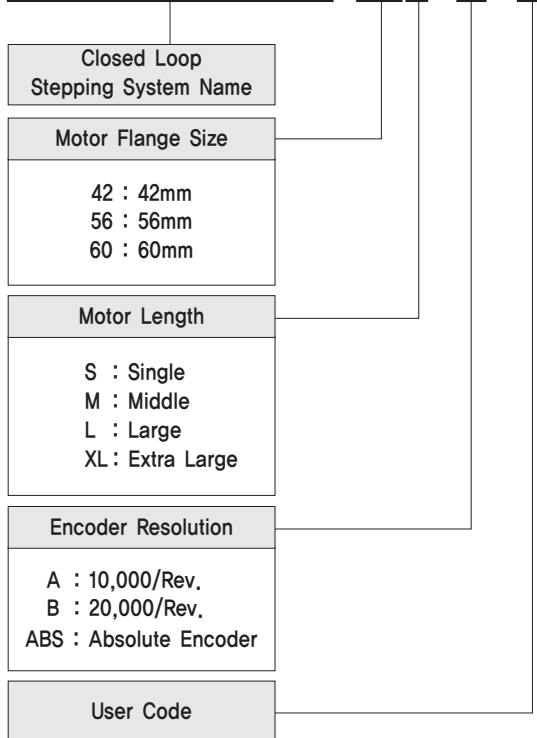 Closed Loop
Stepping System Name
Motor Flange Size
42 : 42mm
56 : 56mm
60 : 60mm
Motor Length
S : Single
M : Middle
L : Large
XL : Extra Large
Encoder Resolution
A : 10,000/Rev.
B : 20,000/Rev.
ABS : Absolute Encoder
User Code